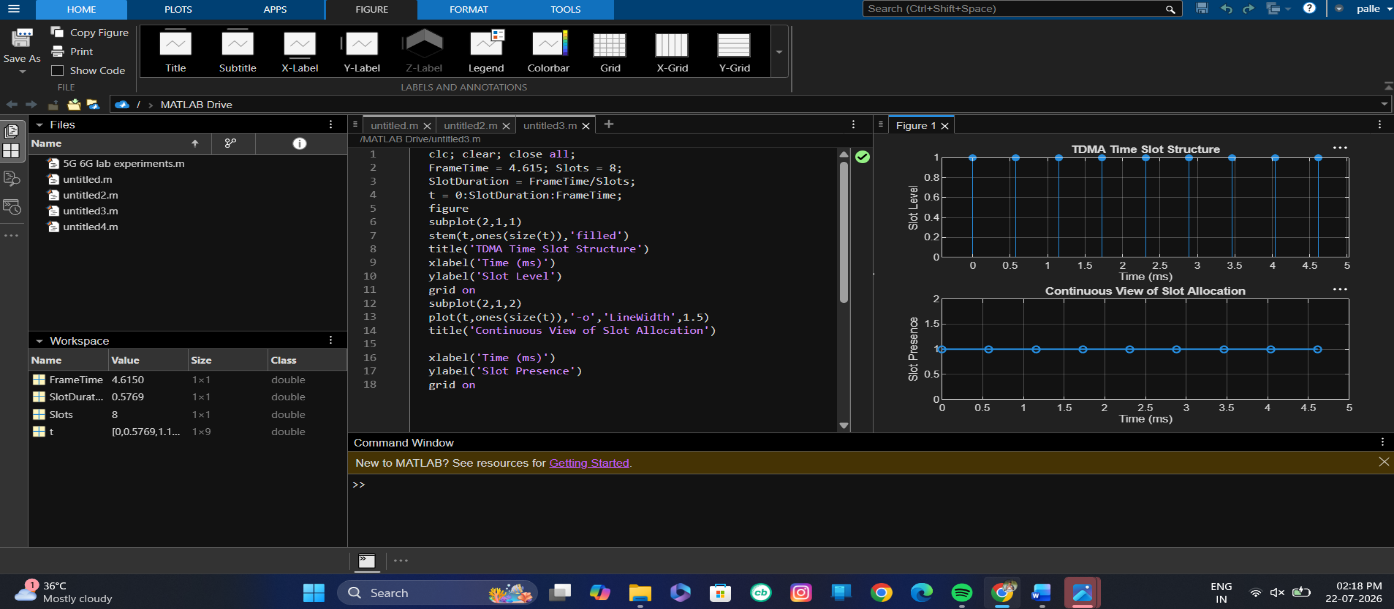 HOME PLOTS APPS FIGURE FORMAT TOOLS Search (Ctrl+Shift+Space) palle
Save As
Copy Figure
Print
Show Code
FILE
Title Subtitle X-Label Y-Label Z-Label Legend Colorbar Grid X-Grid Y-Grid
LABELS AND ANNOTATIONS
/ > MATLAB Drive
Files
Name
5G 6G lab experiments.m
untitled.m
untitled2.m
untitled3.m
untitled4.m
Workspace
Name Value Size Class
FrameTime 4.6150 1×1 double
SlotDurat... 0.5769 1×1 double
Slots 8 1×1 double
t [0,0.5769,1.1... 1×9 double
untitled.m untitled2.m untitled3.m
/MATLAB Drive/untitled3.m
1 clc; clear; close all;
2 FrameTime = 4.615; Slots = 8;
3 SlotDuration = FrameTime/Slots;
4 t = 0:SlotDuration:FrameTime;
5 figure
6 subplot(2,1,1)
7 stem(t,ones(size(t)),'filled')
8 title('TDMA Time Slot Structure')
9 xlabel('Time (ms)')
10 ylabel('Slot Level')
11 grid on
12 subplot(2,1,2)
13 plot(t,ones(size(t)),'-o','LineWidth',1.5)
14 title('Continuous View of Slot Allocation')
15
16 xlabel('Time (ms)')
17 ylabel('Slot Presence')
18 grid on
Figure 1
TDMA Time Slot Structure
Slot Level
1
0.8
0.6
0.4
0.2
0
0 0.5 1 1.5 2 2.5 3 3.5 4 4.5 5
Time (ms)
Continuous View of Slot Allocation
Slot Presence
2
1.5
1
0.5
0
0 0.5 1 1.5 2 2.5 3 3.5 4 4.5 5
Time (ms)
Command Window
New to MATLAB? See resources for Getting Started.
>>
1
36°C
Mostly cloudy
Search
cb
ENG
IN
02:18 PM
22-07-2026